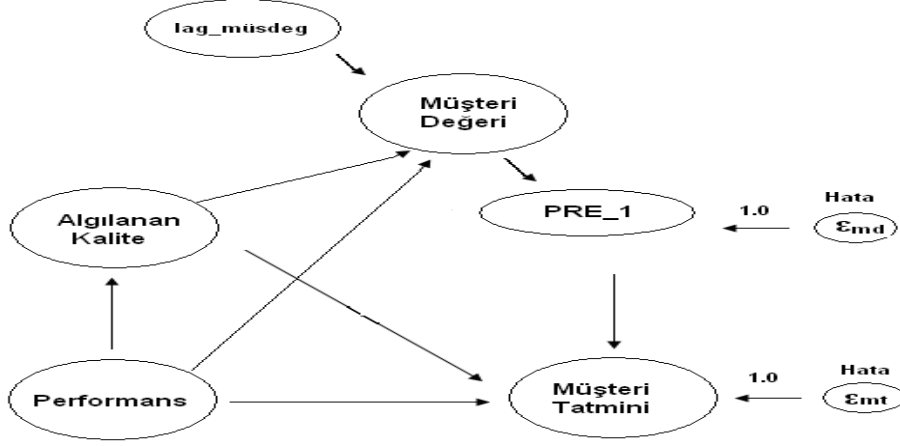 lag_müsdeg
Müşteri
Değeri
Algılanan
Kalite
PRE_1
1.0
Hata
εmd
Performans
Müşteri
Tatmini
1.0
Hata
εmt